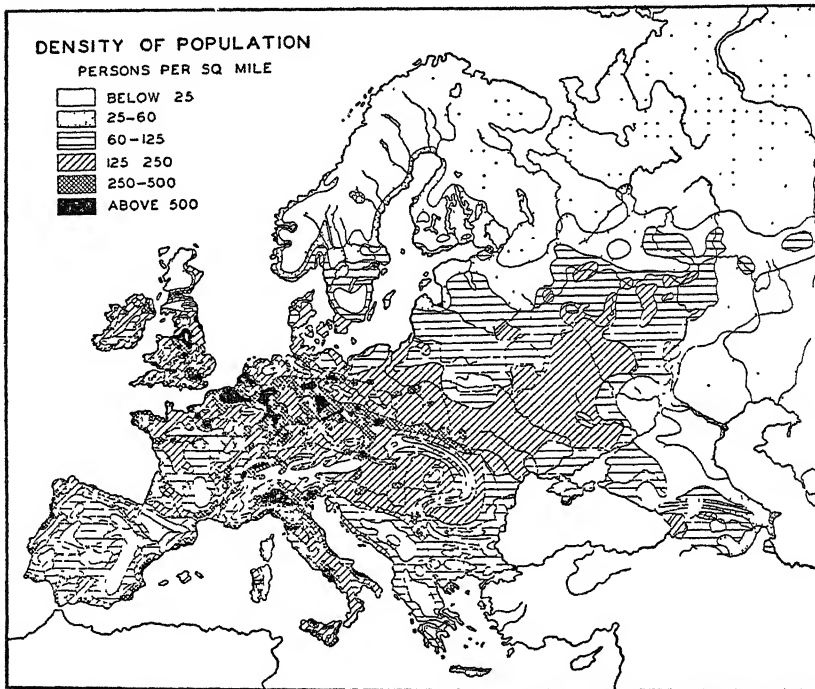 DENSITY OF POPULATION
PERSONS PER SQ MILE
BELOW 25
25-60
60-125
125 250
250-500
ABOVE 500